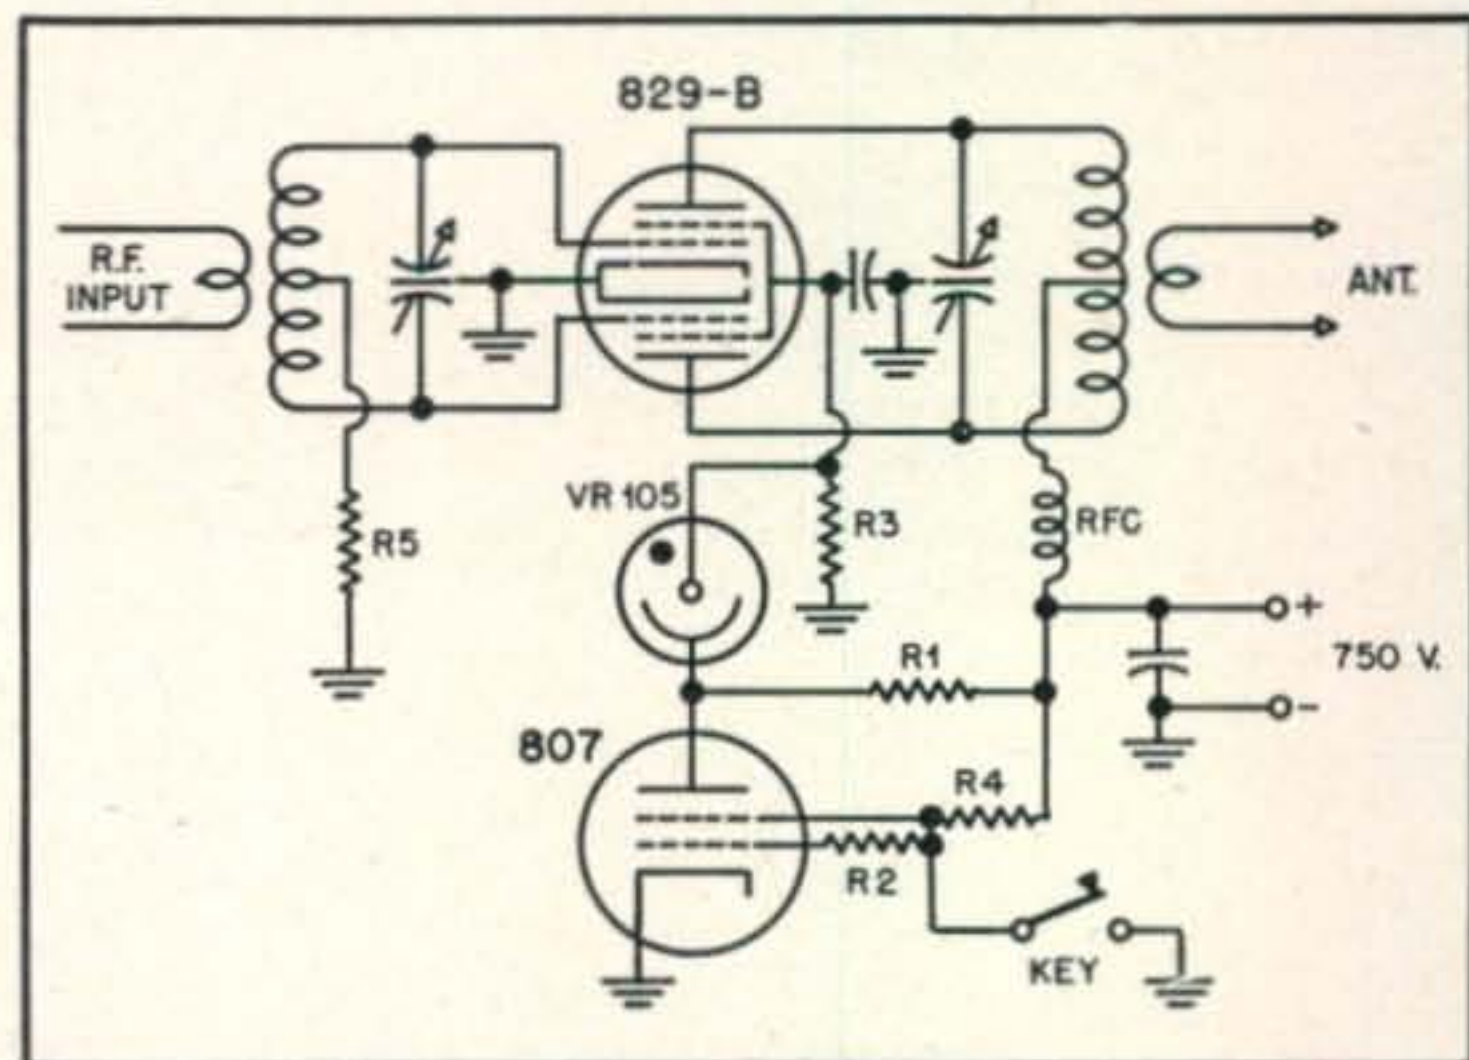 829-B
R.F.
INPUT
ANT.
VR 105
R3
RFC
R5
+
R1
750 V.
-
807
R4
R2
KEY